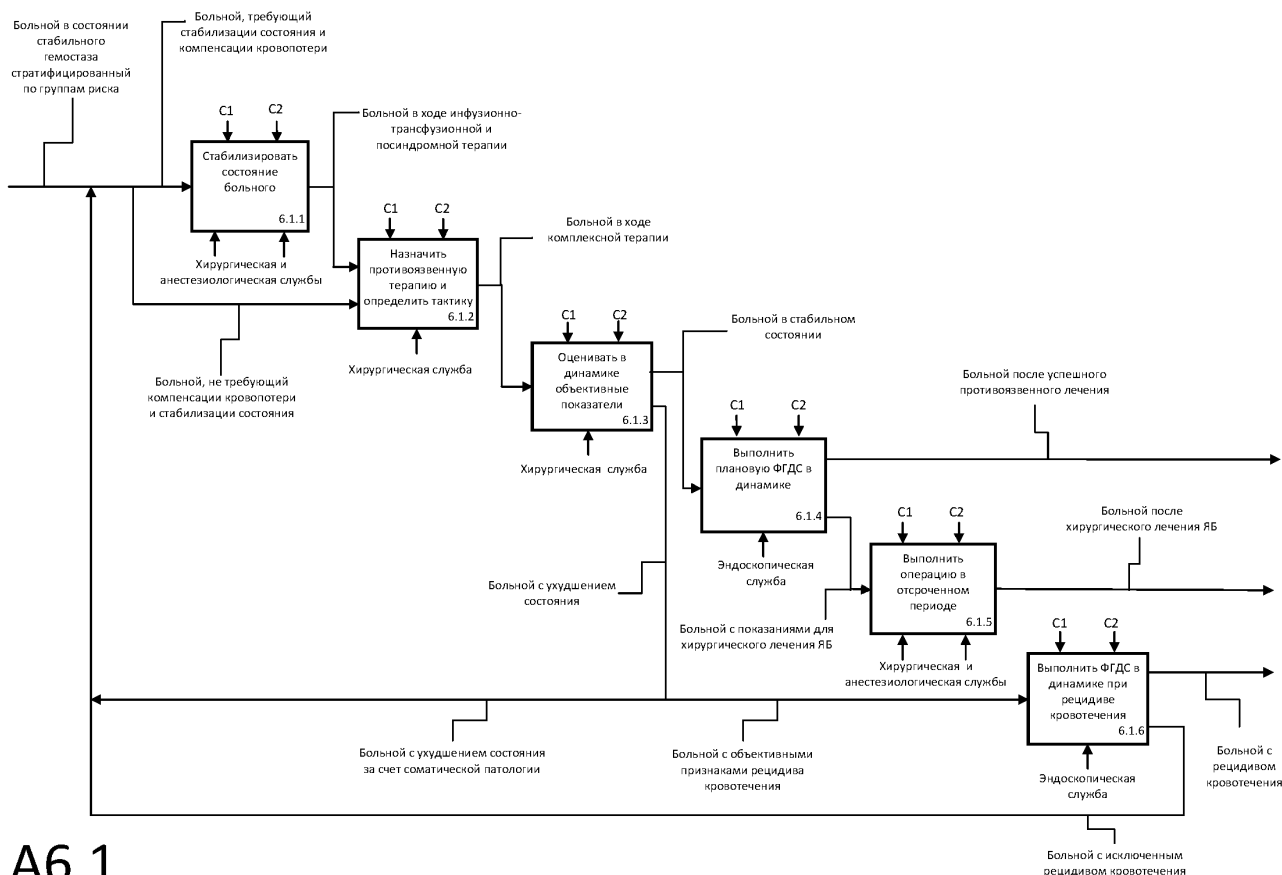 Больной в состоянии
стабильного
гемостаза
стратифицированный
по группам риска
Больной, требующий
стабилизации состояния и
компенсации кровопотери
C1
C2
Стабилизировать
состояние
больного
6.1.1
Хирургическая и
анестезиологическая службы
Больной в ходе инфузионно-
трансфузионной и
посиндромной терапии
C1
C2
Назначить
противоязвенную
терапию и
определить тактику
6.1.2
Хирургическая служба
Больной, не требующий
компенсации кровопотери
и стабилизации состояния
Больной в ходе
комплексной терапии
C1
C2
Оценивать в
динамике
объективные
показатели
6.1.3
Хирургическая служба
Больной в стабильном
состоянии
C1
C2
Выполнить
плановую ФГДС в
динамике
6.1.4
Эндоскопическая
служба
Больной после успешного
противоязвенного лечения
Больной с ухудшением
состояния
Больной с показаниями для
хирургического лечения ЯБ
C1
C2
Выполнить
операцию в
отсроченном
периоде
6.1.5
Хирургическая и
анестезиологическая службы
Больной после
хирургического лечения ЯБ
C1
C2
Выполнить ФГДС в
динамике при
рецидиве
кровотечения
6.1.6
Эндоскопическая
служба
Больной с
рецидивом
кровотечения
Больной с ухудшением состояния
за счет соматической патологии
Больной с объективными
признаками рецидива
кровотечения
Больной с исключенным
рецидивом кровотечения
A6.1